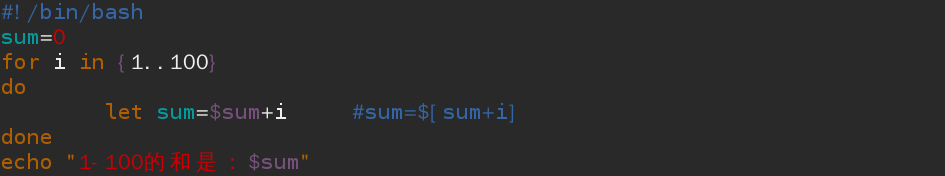 #!/bin/bash
sum=0
for i in {1..100}
do
        let sum=$sum+i     #sum=$[sum+i]
done
echo "1-100的和是：$sum"